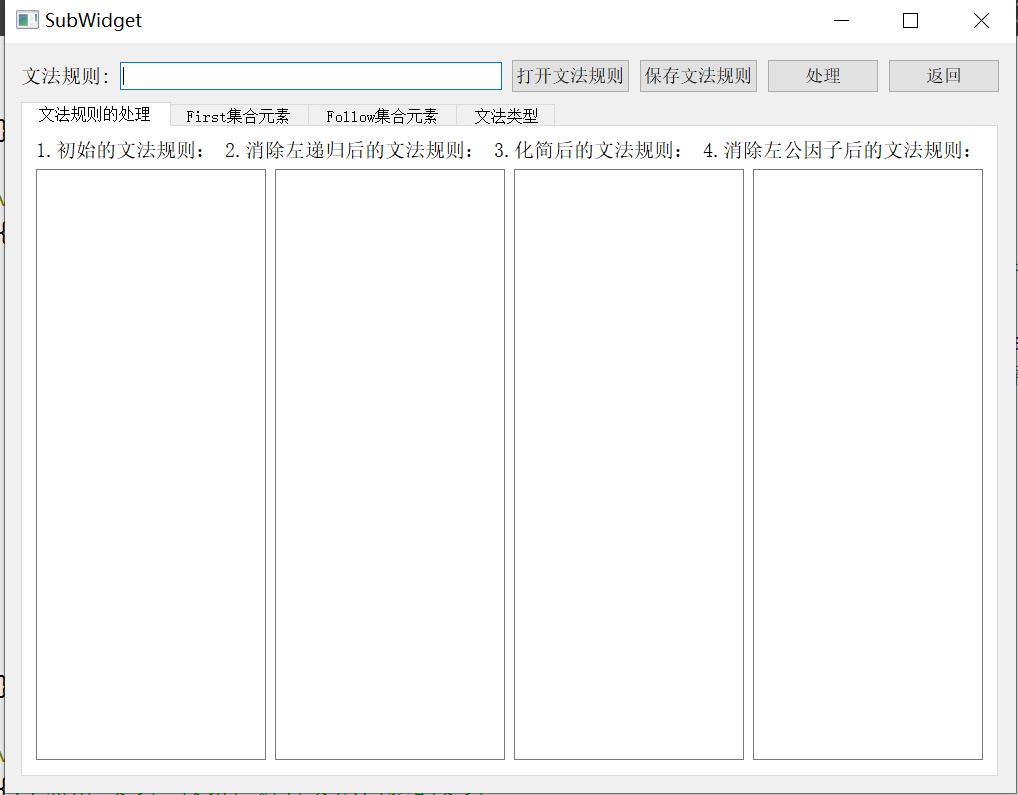 SubWidget
文法规则: 打开文法规则 保存文法规则 处理 返回
文法规则的处理 First集合元素 Follow集合元素 文法类型
1.初始的文法规则： 2.消除左递归后的文法规则： 3.化简后的文法规则： 4.消除左公因子后的文法规则：